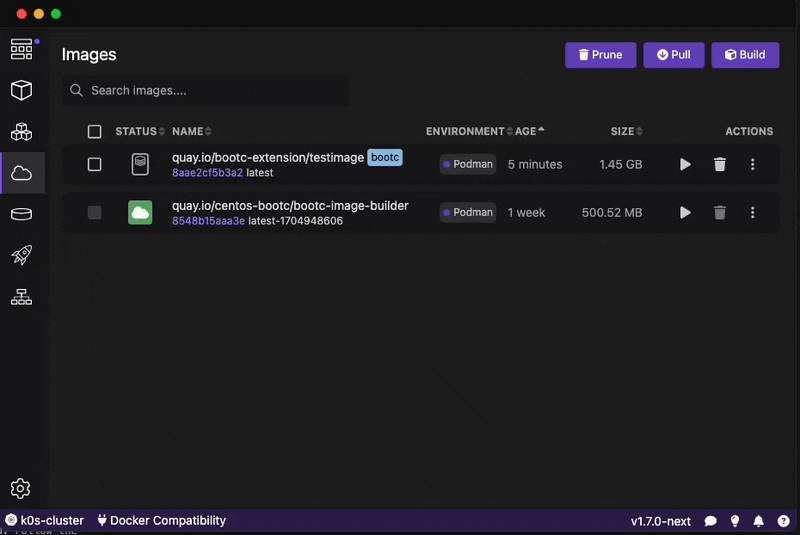 Images
Prune
Pull
Build
Search images....
STATUS NAME ENVIRONMENT AGE SIZE ACTIONS
quay.io/bootc-extension/testimage bootc
8aae2cf5b3a2 latest
Podman 5 minutes 1.45 GB
quay.io/centos-bootc/bootc-image-builder
8548b15aaa3e latest-1704948606
Podman 1 week 500.52 MB
k0s-cluster Docker Compatibility v1.7.0-next
Follow the